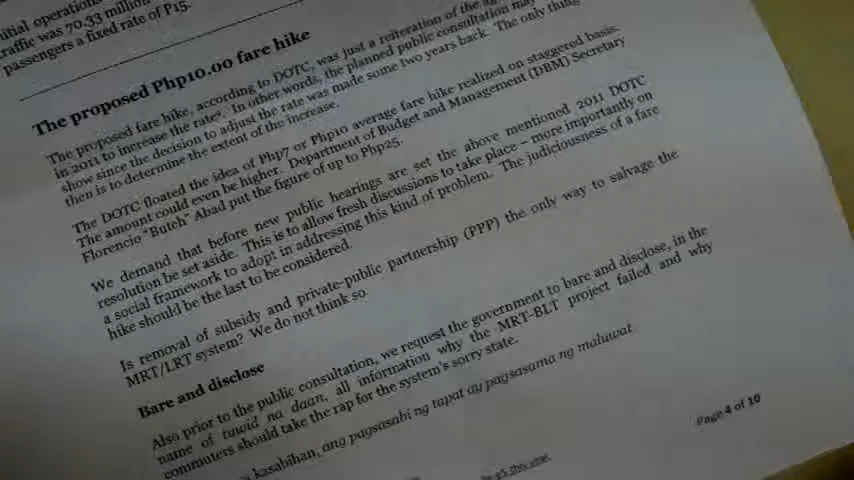 operations
raffic was 70.33 million
passengers a fixed rate of P15.
The proposed Php10.00 fare hike
The proposed fare hike, according to DOTC, was just a reiteration of the
in 2011 to increase the rate. In other words, the planned public consultation may
show since the decision to adjust the rate was made some two years back. The only thing
then is to determine the extent of the increase.
The DOTC floated the idea of Php7 or Php10 average fare hike realized on staggered basis.
The amount could even be higher. Department of Budget and Management (DBM) Secretary
Florencio "Butch" Abad put the figure of up to Php25.
We demand that before new public hearings are set the above mentioned 2011 DOTC
resolution be set aside. This is to allow fresh discussions to take place – more importantly on
a social framework to adopt in addressing this kind of problem. The judiciousness of a fare
hike should be the last to be considered.
Is removal of subsidy and private-public partnership (PPP) the only way to salvage the
MRT/LRT system? We do not think so
Bare and disclose
Also prior to the public consultation, we request the government to bare and disclose, in the
name of tuwid na daan, all information why the MRT-BLT project failed and why
commuters should take the rap for the system's sorry state.
kasabihan, ang pagsasabi ng tapat ay pagsasama ng maluwat.
Page 4 of 10